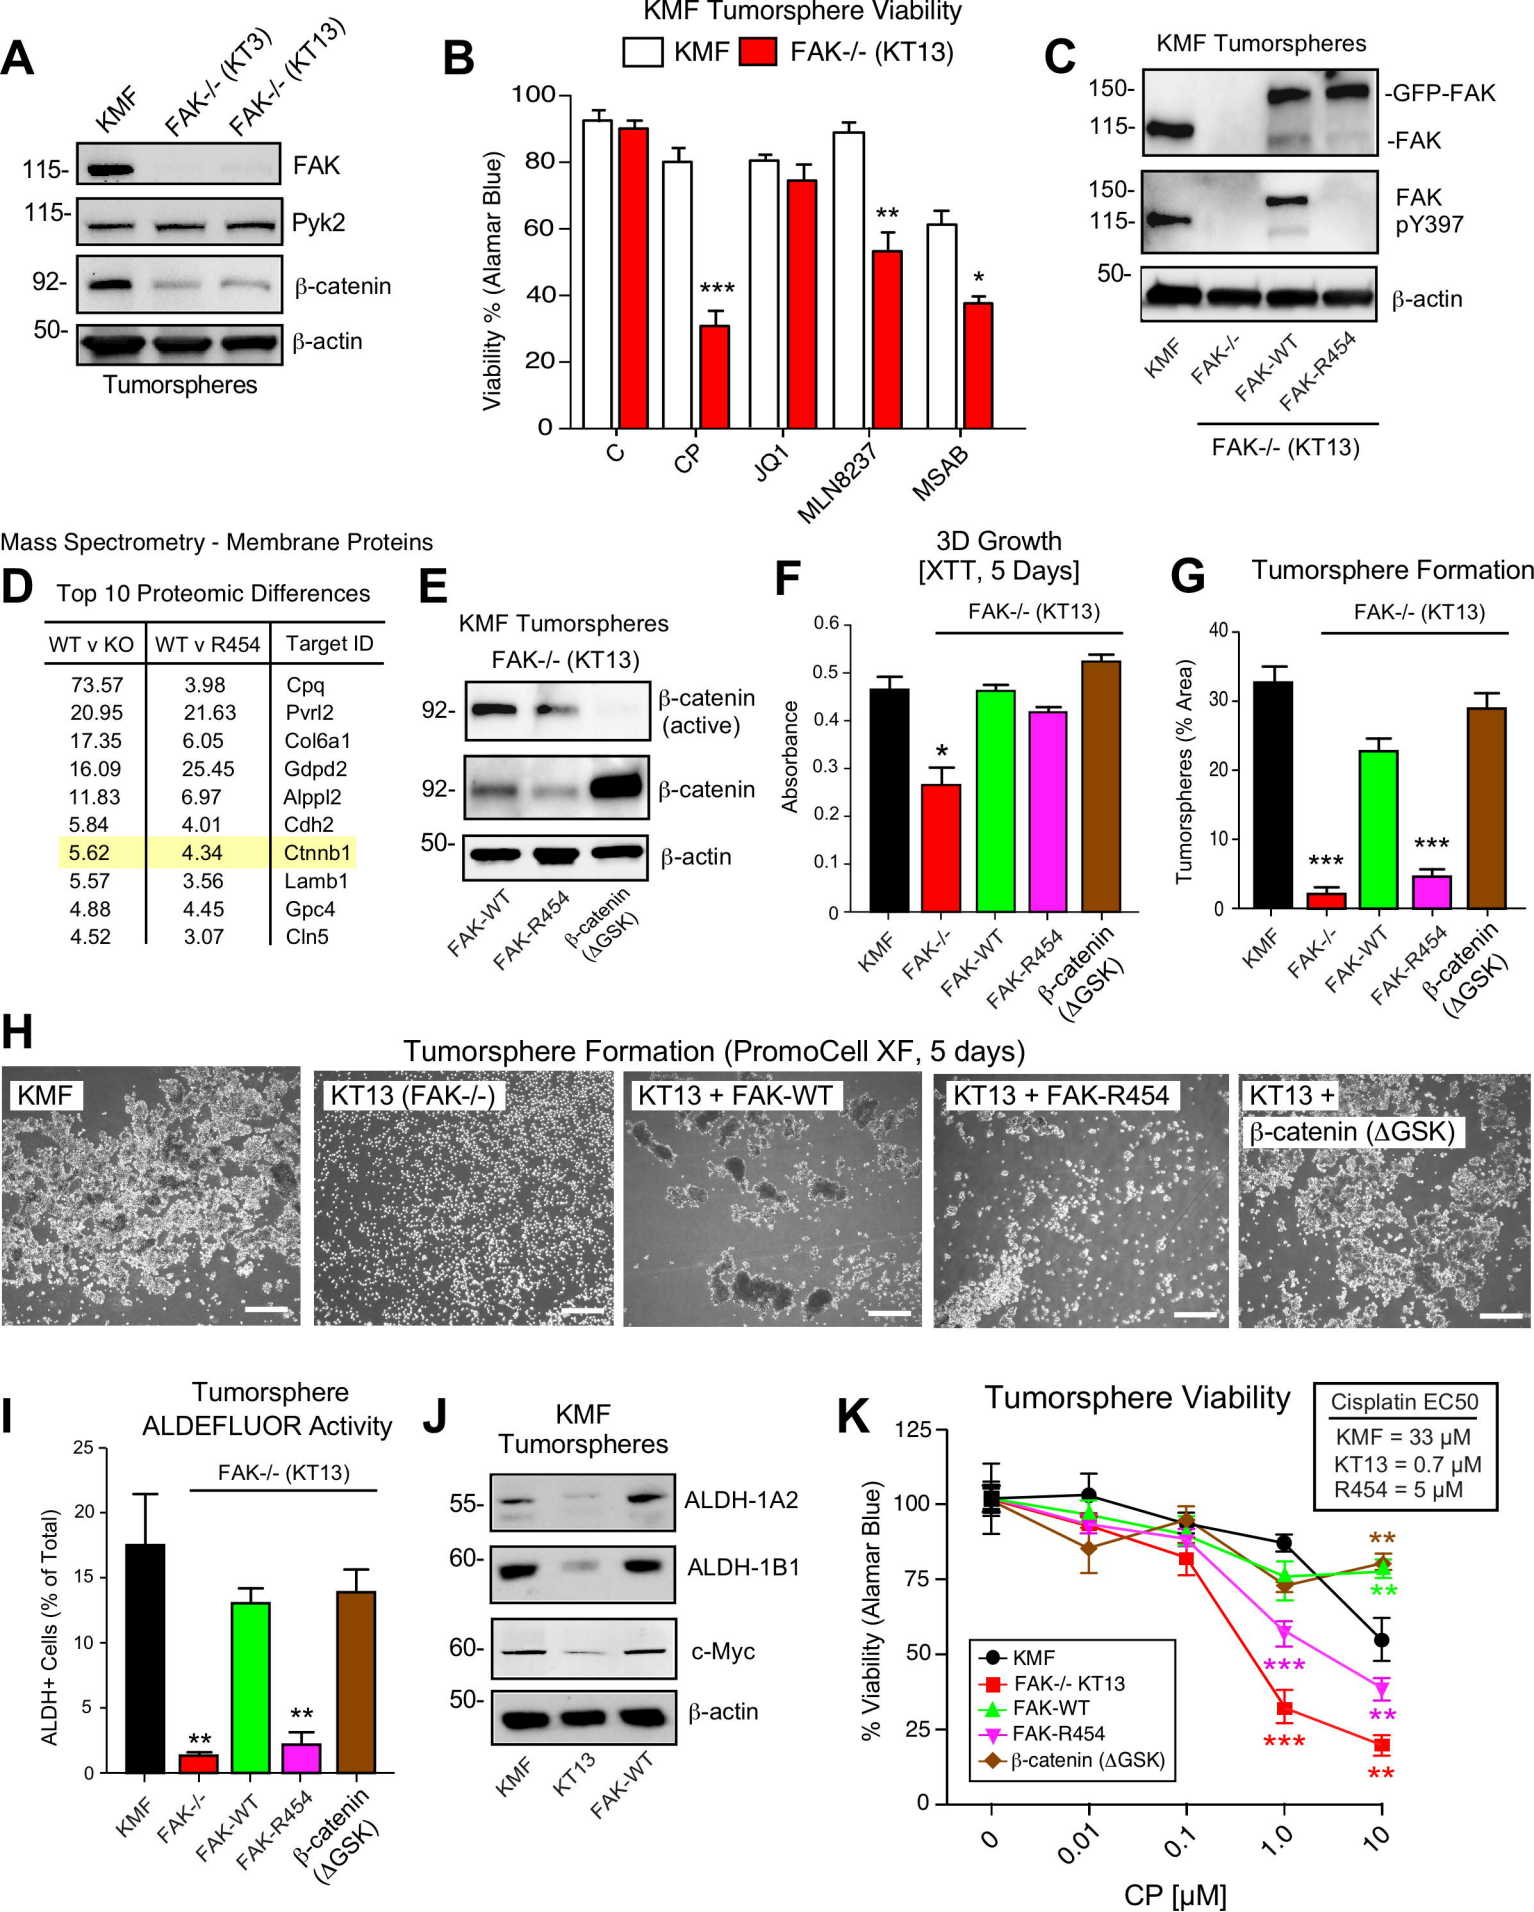 A
KMF
FAK-/- (KT3)
FAK-/- (KT13)
115-
FAK
115-
Pyk2
92-
β-catenin
50-
β-actin
Tumorspheres
B
KMF Tumorsphere Viability
KMF
FAK-/- (KT13)
Viability % (Alamar Blue)
100
80
60
40
20
0
***
**
*
C
CP
JQ1
MLN8237
MSAB
C
KMF Tumorspheres
150-
-GFP-FAK
115-
-FAK
150-
FAK
115-
pY397
50-
β-actin
KMF
FAK-/-
FAK-WT
FAK-R454
FAK-/- (KT13)
Mass Spectrometry - Membrane Proteins
D
Top 10 Proteomic Differences
WT v KO WT v R454 Target ID
73.57 3.98 Cpq
20.95 21.63 Pvrl2
17.35 6.05 Col6a1
16.09 25.45 Gdpd2
11.83 6.97 Alppl2
5.84 4.01 Cdh2
5.62 4.34 Ctnnb1
5.57 3.56 Lamb1
4.88 4.45 Gpc4
4.52 3.07 Cln5
E
KMF Tumorspheres
FAK-/- (KT13)
92-
β-catenin
(active)
92-
β-catenin
50-
β-actin
FAK-WT
FAK-R454
β-catenin
(ΔGSK)
F
3D Growth
[XTT, 5 Days]
FAK-/- (KT13)
Absorbance
0.6
0.5
0.4
0.3
0.2
0.1
0
*
KMF
FAK-/-
FAK-WT
FAK-R454
β-catenin
(ΔGSK)
G
Tumorsphere Formation
FAK-/- (KT13)
Tumorspheres (% Area)
40
30
20
10
0
***
***
KMF
FAK-/-
FAK-WT
FAK-R454
β-catenin
(ΔGSK)
H
Tumorsphere Formation (PromoCell XF, 5 days)
KMF
KT13 (FAK-/-)
KT13 + FAK-WT
KT13 + FAK-R454
KT13 +
β-catenin (ΔGSK)
I
Tumorsphere
ALDEFLUOR Activity
FAK-/- (KT13)
ALDH+ Cells (% of Total)
25
20
15
10
5
0
**
**
KMF
FAK-/-
FAK-WT
FAK-R454
β-catenin
(ΔGSK)
J
KMF
Tumorspheres
55-
ALDH-1A2
60-
ALDH-1B1
60-
c-Myc
50-
β-actin
KMF
KT13
FAK-WT
K
Tumorsphere Viability
Cisplatin EC50
KMF = 33 µM
KT13 = 0.7 µM
R454 = 5 µM
% Viability (Alamar Blue)
125
100
75
50
25
0
**
**
***
**
***
**
KMF
FAK-/- KT13
FAK-WT
FAK-R454
β-catenin (ΔGSK)
0
0.01
0.1
1.0
10
CP [µM]